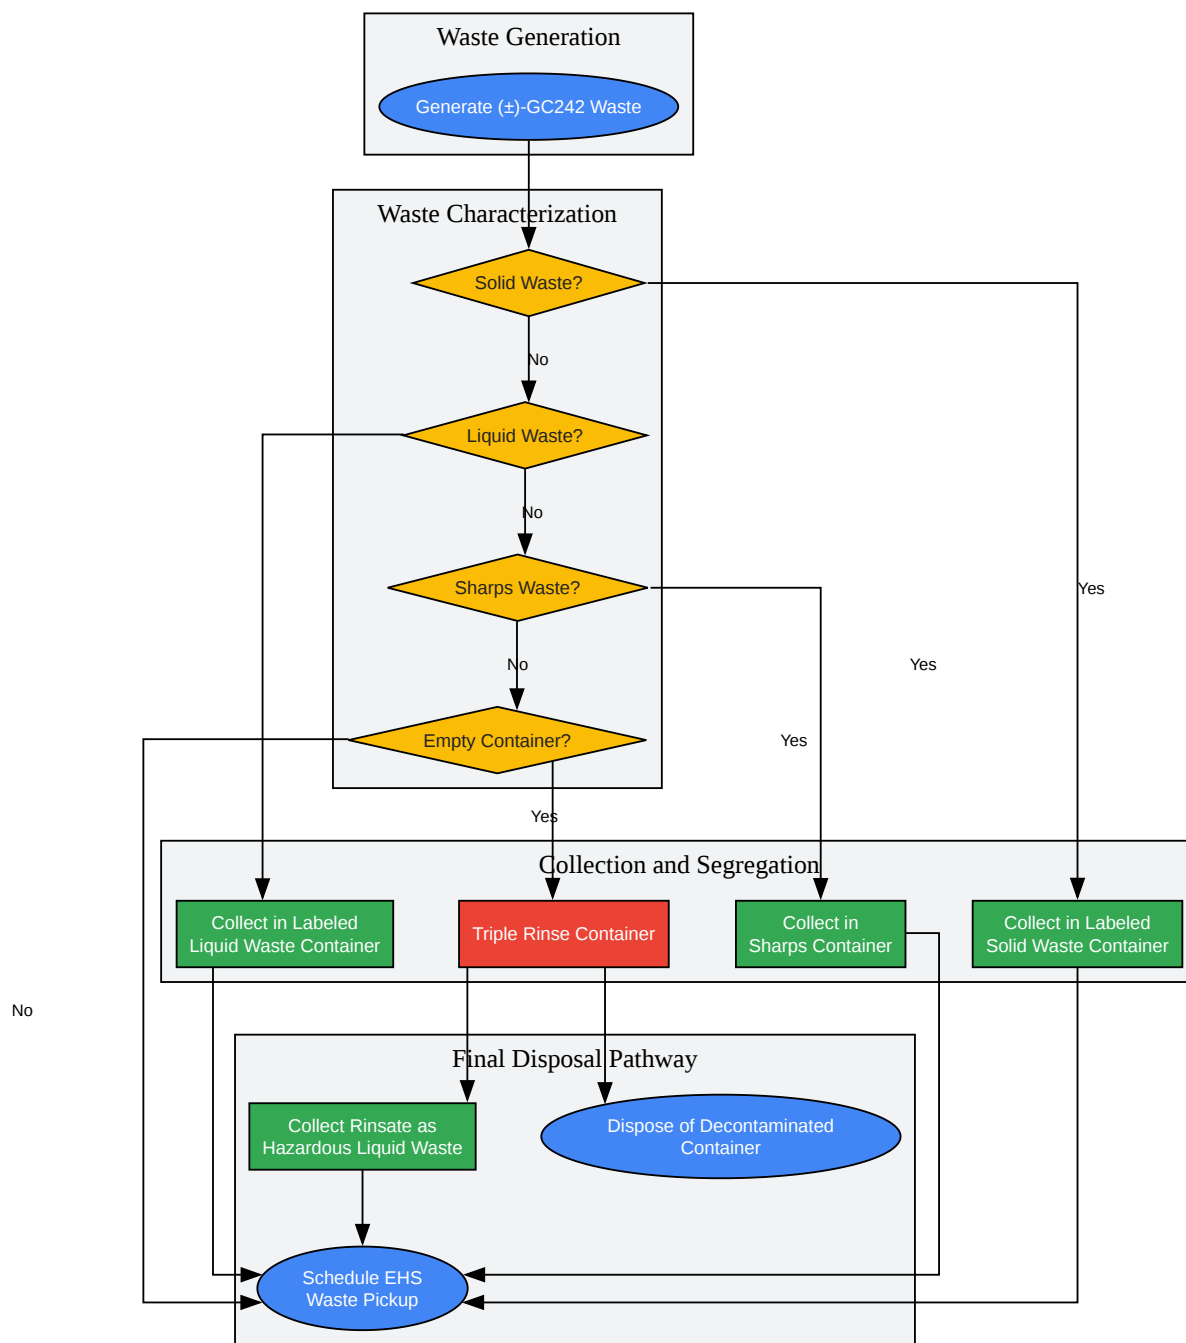 Waste Generation
Generate (±)-GC242 Waste
Waste Characterization
Solid Waste?
No
Liquid Waste?
No
Sharps Waste?
Yes
No
Yes
Empty Container?
Yes
Yes
Collection and Segregation
Collect in Labeled
Liquid Waste Container
Triple Rinse Container
Collect in
Sharps Container
Collect in Labeled
Solid Waste Container
No
Final Disposal Pathway
Collect Rinsate as
Hazardous Liquid Waste
Dispose of Decontaminated
Container
Schedule EHS
Waste Pickup